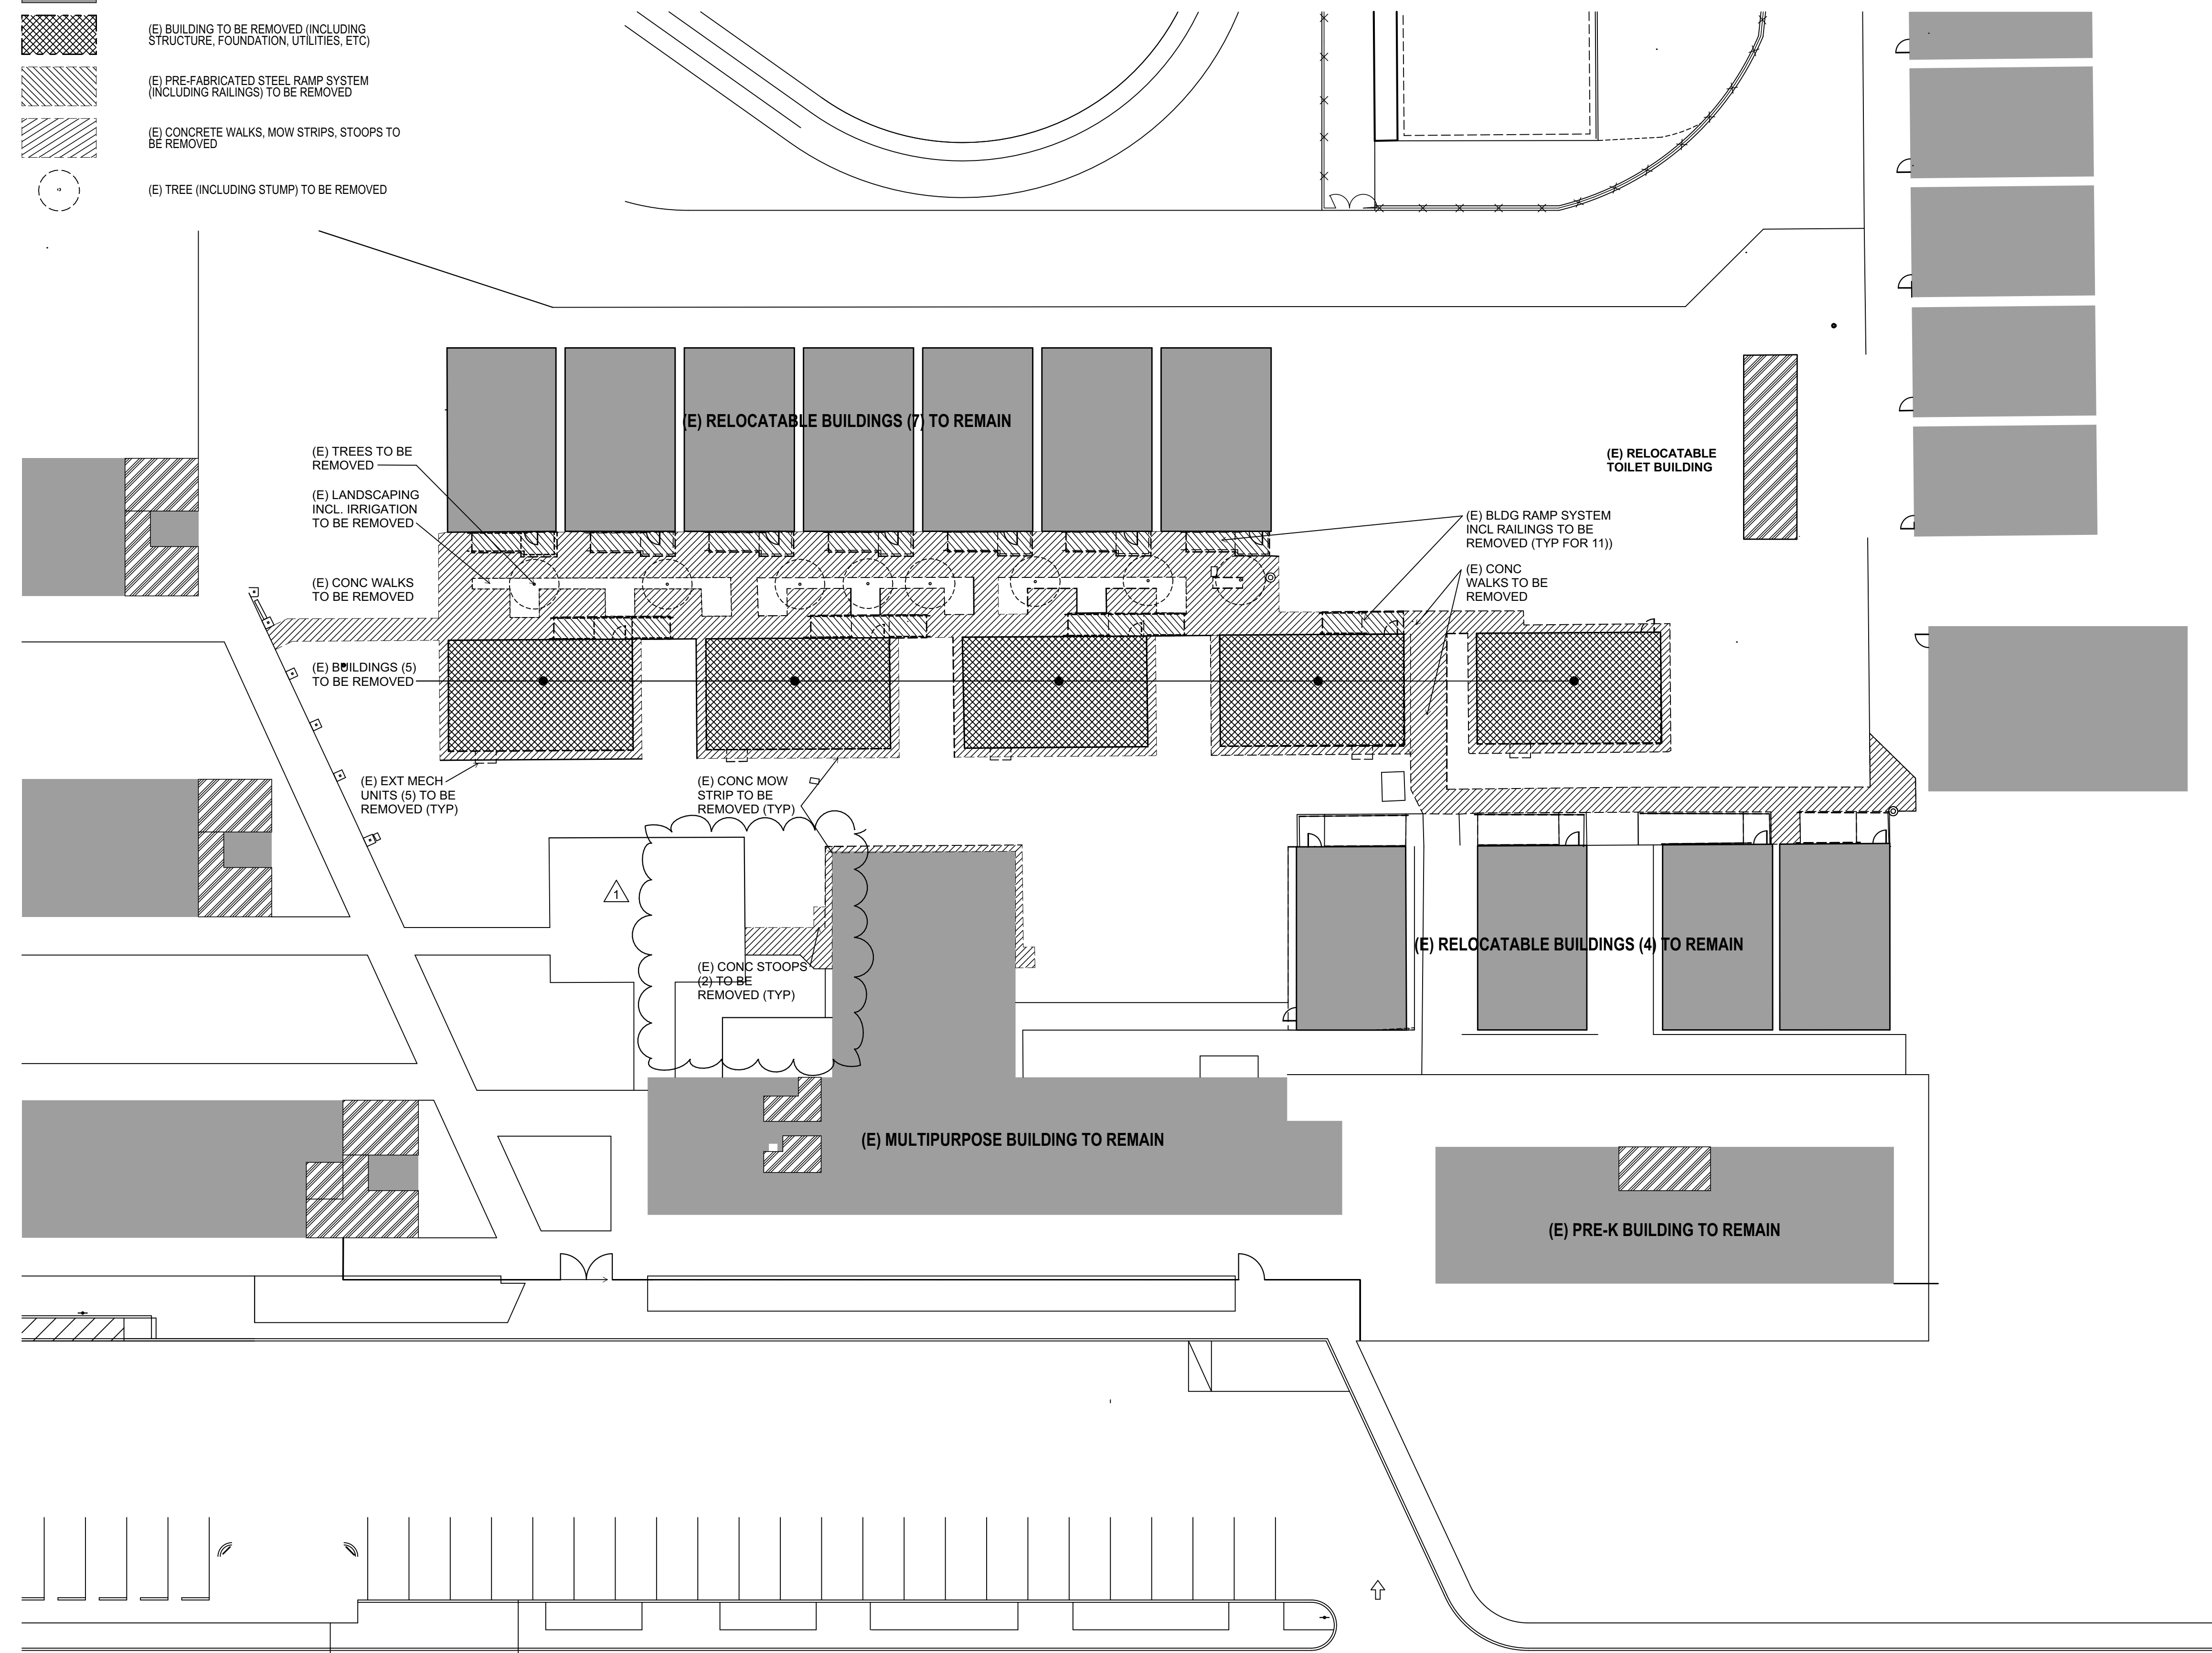 (E) BUILDING TO BE REMOVED (INCLUDING
STRUCTURE, FOUNDATION, UTILITIES, ETC)
(E) PRE-FABRICATED STEEL RAMP SYSTEM
(INCLUDING RAILINGS) TO BE REMOVED
(E) CONCRETE WALKS, MOW STRIPS, STOOPS TO
BE REMOVED
(E) TREE (INCLUDING STUMP) TO BE REMOVED
(E) RELOCATABLE BUILDINGS (7) TO REMAIN
(E) TREES TO BE
REMOVED
(E) LANDSCAPING
INCL. IRRIGATION
TO BE REMOVED
(E) RELOCATABLE
TOILET BUILDING
(E) BLDG RAMP SYSTEM
INCL RAILINGS TO BE
REMOVED (TYP FOR 11))
(E) CONC WALKS
TO BE REMOVED
(E) CONC
WALKS TO BE
REMOVED
(E) BUILDINGS (5)
TO BE REMOVED
(E) EXT MECH
UNITS (5) TO BE
REMOVED (TYP)
(E) CONC MOW
STRIP TO BE
REMOVED (TYP)
1
(E) CONC STOOPS
(2) TO BE
REMOVED (TYP)
(E) RELOCATABLE BUILDINGS (4) TO REMAIN
(E) MULTIPURPOSE BUILDING TO REMAIN
(E) PRE-K BUILDING TO REMAIN